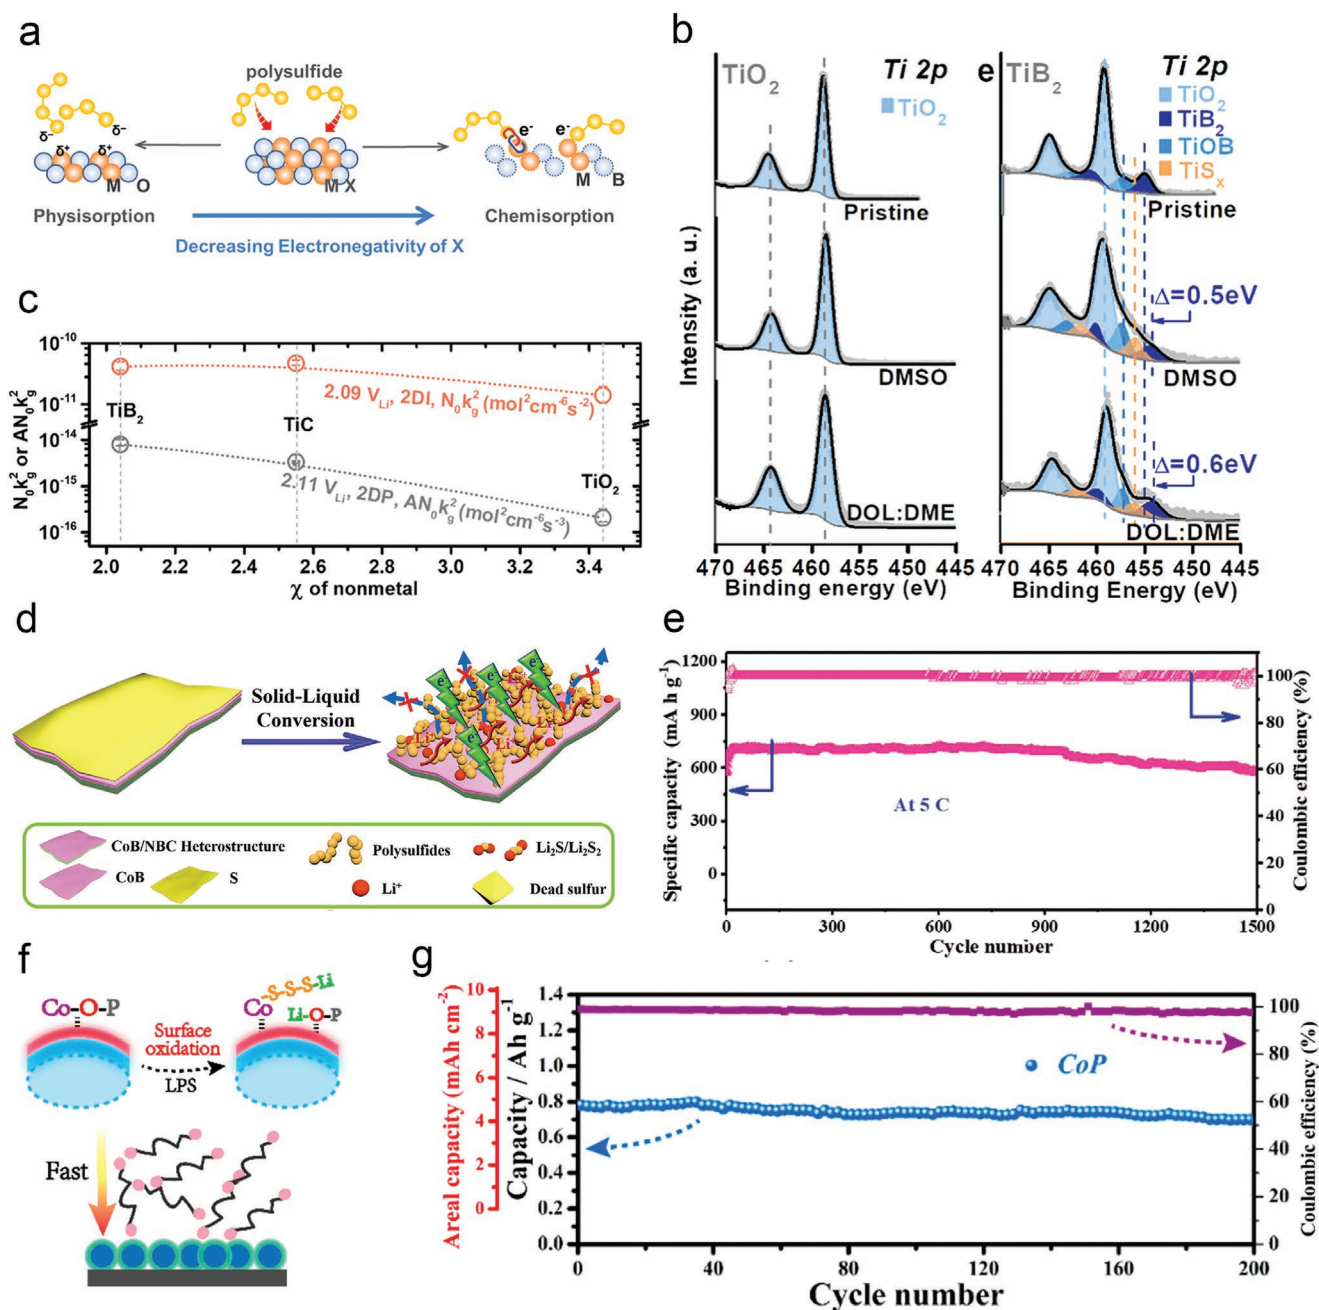 a
polysulfide
δ⁻
δ⁻
e⁻
e⁻
δ⁺
δ⁺
M O
M X
M B
Physisorption
Chemisorption
Decreasing Electronegativity of X
b
TiO₂
Ti 2p
TiO₂
Pristine
DMSO
DOL:DME
Intensity (a. u.)
470 465 460 455 450 445
Binding energy (eV)
e
TiB₂
Ti 2p
TiO₂
TiB₂
TiOB
TiSₓ
Pristine
Δ=0.5eV
DMSO
Δ=0.6eV
DOL:DME
470 465 460 455 450 445
Binding Energy (eV)
c
N₀k_g² or AN₀k_g²
10⁻¹⁰
10⁻¹¹
10⁻¹⁴
10⁻¹⁵
10⁻¹⁶
TiB₂
TiC
TiO₂
2.09 V_Li, 2DI, N₀k_g² (mol²cm⁻⁶s⁻²)
2.11 V_Li, 2DP, AN₀k_g² (mol²cm⁻⁶s⁻³)
2.0 2.2 2.4 2.6 2.8 3.0 3.2 3.4
χ of nonmetal
d
Solid-Liquid
Conversion
e⁻
e⁻
e⁻
e⁻
Li⁺
Li⁺
Li⁺
CoB/NBC Heterostructure
Polysulfides
Li₂S/Li₂S₂
CoB
S
Li⁺
Dead sulfur
e
Specific capacity (mA h g⁻¹)
1200
900
600
300
0
100
80
60
40
20
0
Coulombic efficiency (%)
At 5 C
0 300 600 900 1200 1500
Cycle number
f
Co-O-P
Co-S-S-S-Li
Li-O-P
Surface
oxidation
LPS
Fast
g
Areal capacity (mAh cm⁻²)
10
8
6
4
2
0
Capacity / Ah g⁻¹
1.4
1.2
1.0
0.8
0.6
0.4
0.2
0.0
CoP
100
80
60
40
20
0
Coulombic efficiency (%)
0 40 80 120 160 200
Cycle number